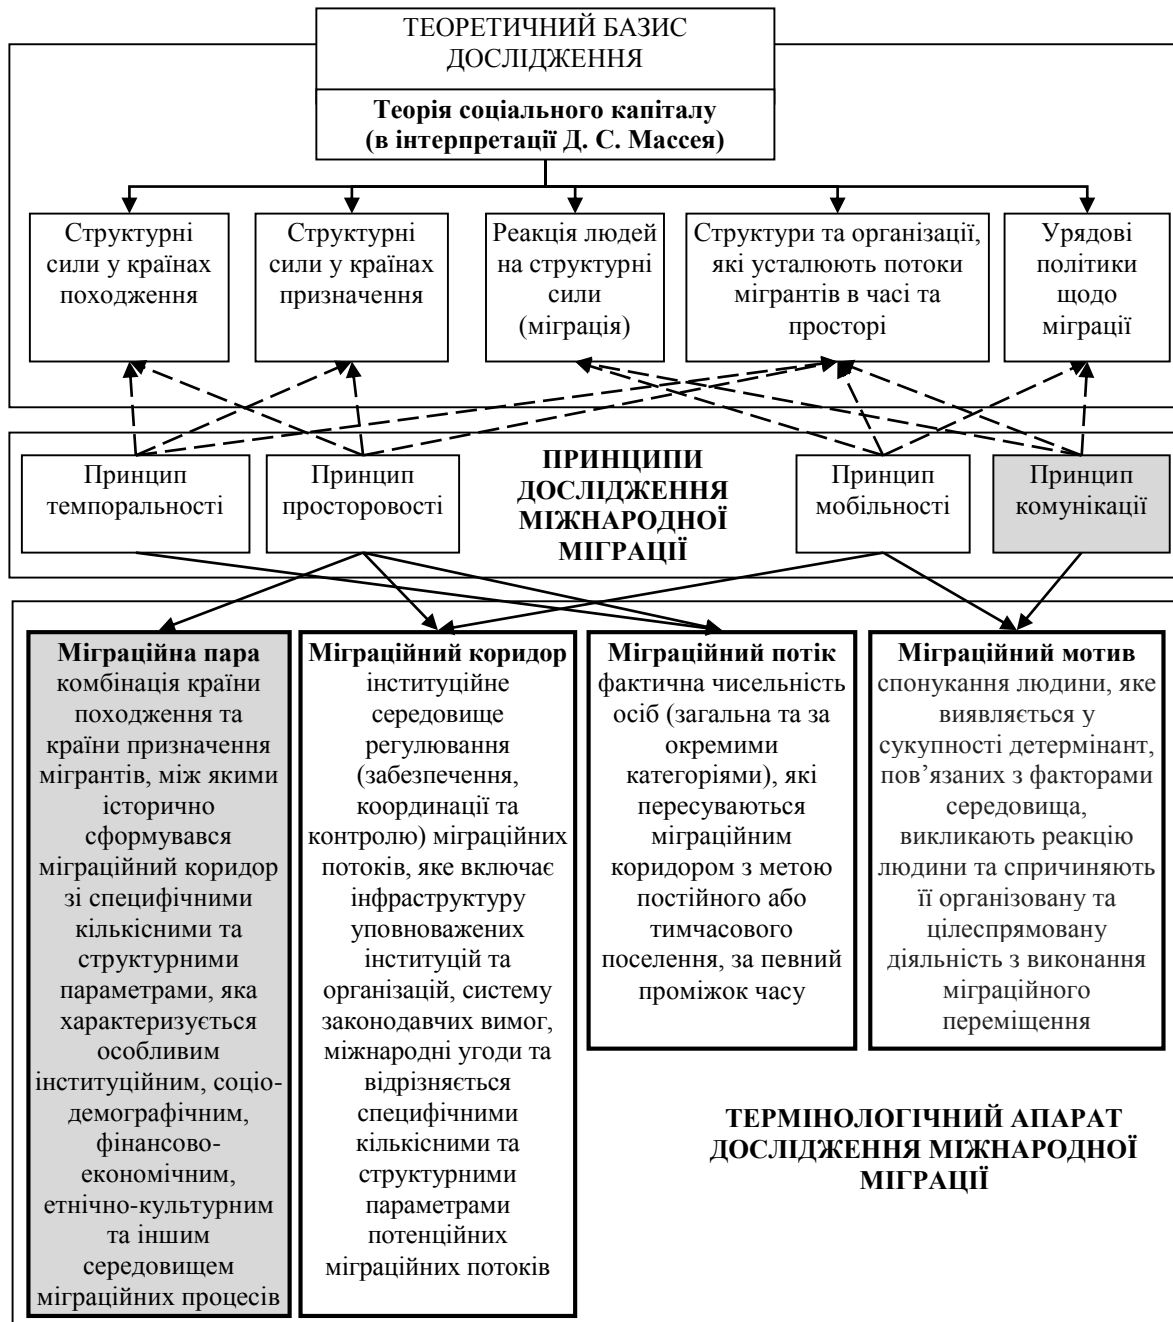 ТЕОРЕТИЧНИЙ БАЗИС
ДОСЛІДЖЕННЯ
Теорія соціального капіталу
(в інтерпретації Д. С. Массея)
Структурні
сили у країнах
походження
Структурні
сили у країнах
призначення
Реакція людей
на структурні
сили
(міграція)
Структури та організації,
які усталюють потоки
мігрантів в часі та
просторі
Урядові
політики
щодо
міграції
Принцип
темпоральності
Принцип
просторовості
ПРИНЦИПИ
ДОСЛІДЖЕННЯ
МІЖНАРОДНОЇ
МІГРАЦІЇ
Принцип
мобільності
Принцип
комунікації
Міграційна пара
комбінація країни
походження та
країни призначення
мігрантів, між якими
історично
сформувався
міграційний коридор
зі специфічними
кількісними та
структурними
параметрами, яка
характеризується
особливим
інституційним, соціо-
демографічним,
фінансово-
економічним,
етнічно-культурним
та іншим
середовищем
міграційних процесів
Міграційний коридор
інституційне
середовище
регулювання
(забезпечення,
координації та
контролю) міграційних
потоків, яке включає
інфраструктуру
уповноважених
інституцій та
організацій, систему
законодавчих вимог,
міжнародні угоди та
відрізняється
специфічними
кількісними та
структурними
параметрами
потенційних
міграційних потоків
Міграційний потік
фактична чисельність
осіб (загальна та за
окремими
категоріями), які
пересуваються
міграційним
коридором з метою
постійного або
тимчасового
поселення, за певний
проміжок часу
Міграційний мотив
спонукання людини, яке
виявляється у
сукупності детермінант,
пов’язаних з факторами
середовища,
викликають реакцію
людини та спричиняють
її організовану та
цілеспрямовану
діяльність з виконання
міграційного
переміщення
ТЕРМІНОЛОГІЧНИЙ АПАРАТ
ДОСЛІДЖЕННЯ МІЖНАРОДНОЇ
МІГРАЦІЇ